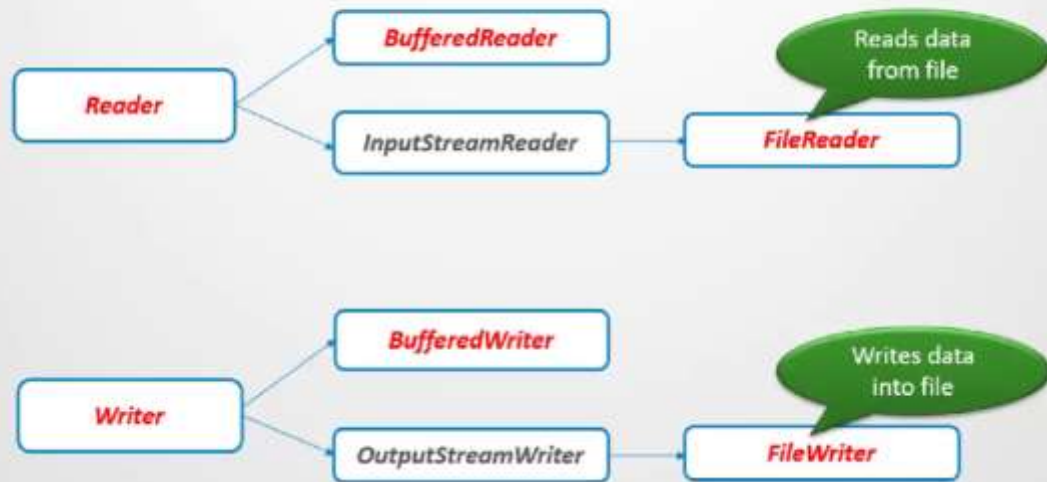 BufferedReader
Reads data
from file
Reader
InputStreamReader
FileReader
BufferedWriter
Writes data
into file
Writer
OutputStreamWriter
FileWriter